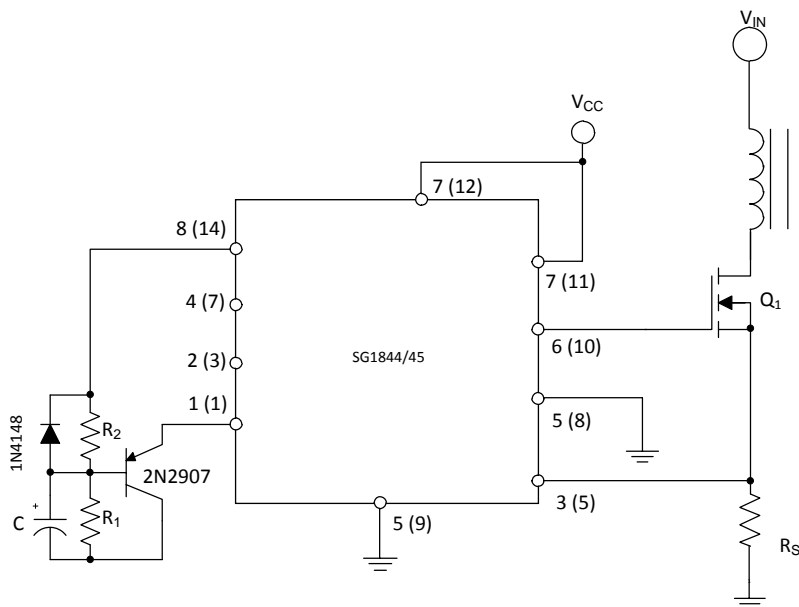 V_IN
V_CC
7 (12)
8 (14)
7 (11)
4 (7)
Q_1
6 (10)
2 (3)
SG1844/45
1 (1)
5 (8)
1N4148
R_2
2N2907
3 (5)
+
C
R_1
5 (9)
R_S